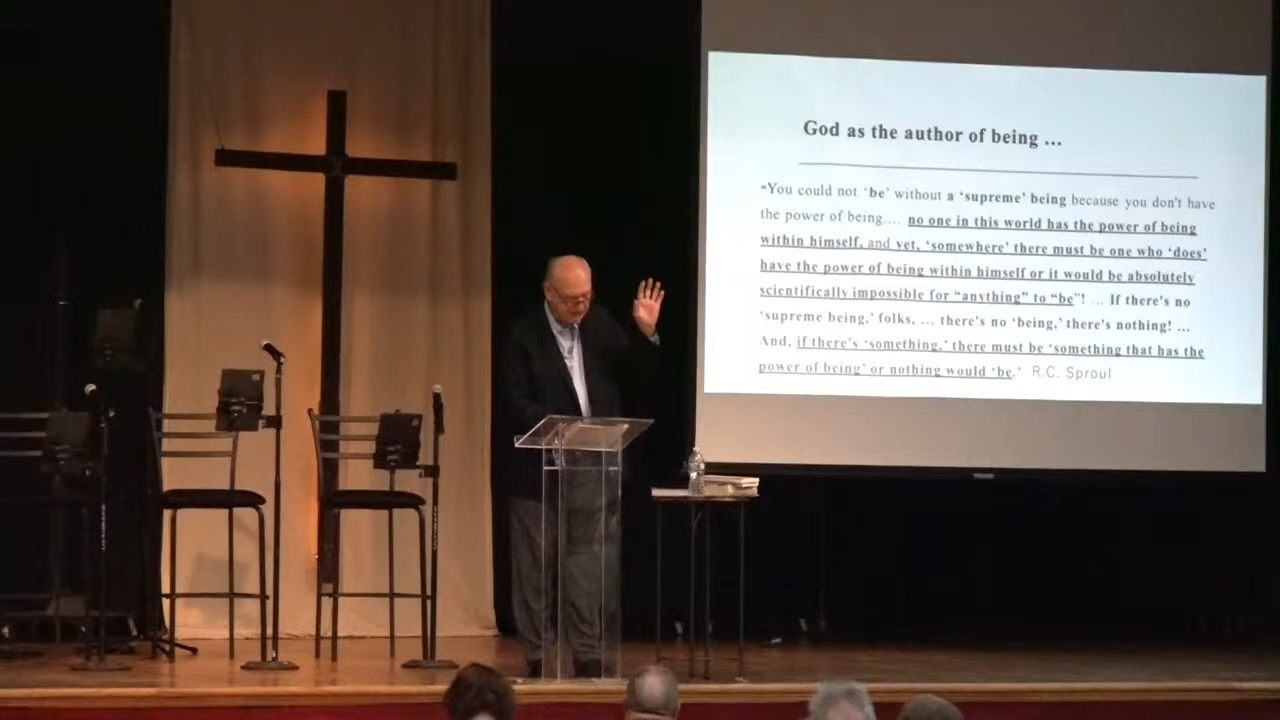 God as the author of being ...
“You could not ‘be’ without a ‘supreme’ being because you don't have
the power of being.... no one in this world has the power of being
within himself, and yet, ‘somewhere’ there must be one who ‘does’
have the power of being within himself or it would be absolutely
scientifically impossible for “anything” to “be”! ... If there's no
‘supreme being,’ folks, ... there's no ‘being,’ there's nothing! ...
And, if there's ‘something,’ there must be ‘something that has the
power of being’ or nothing would ‘be.’ R.C. Sproul